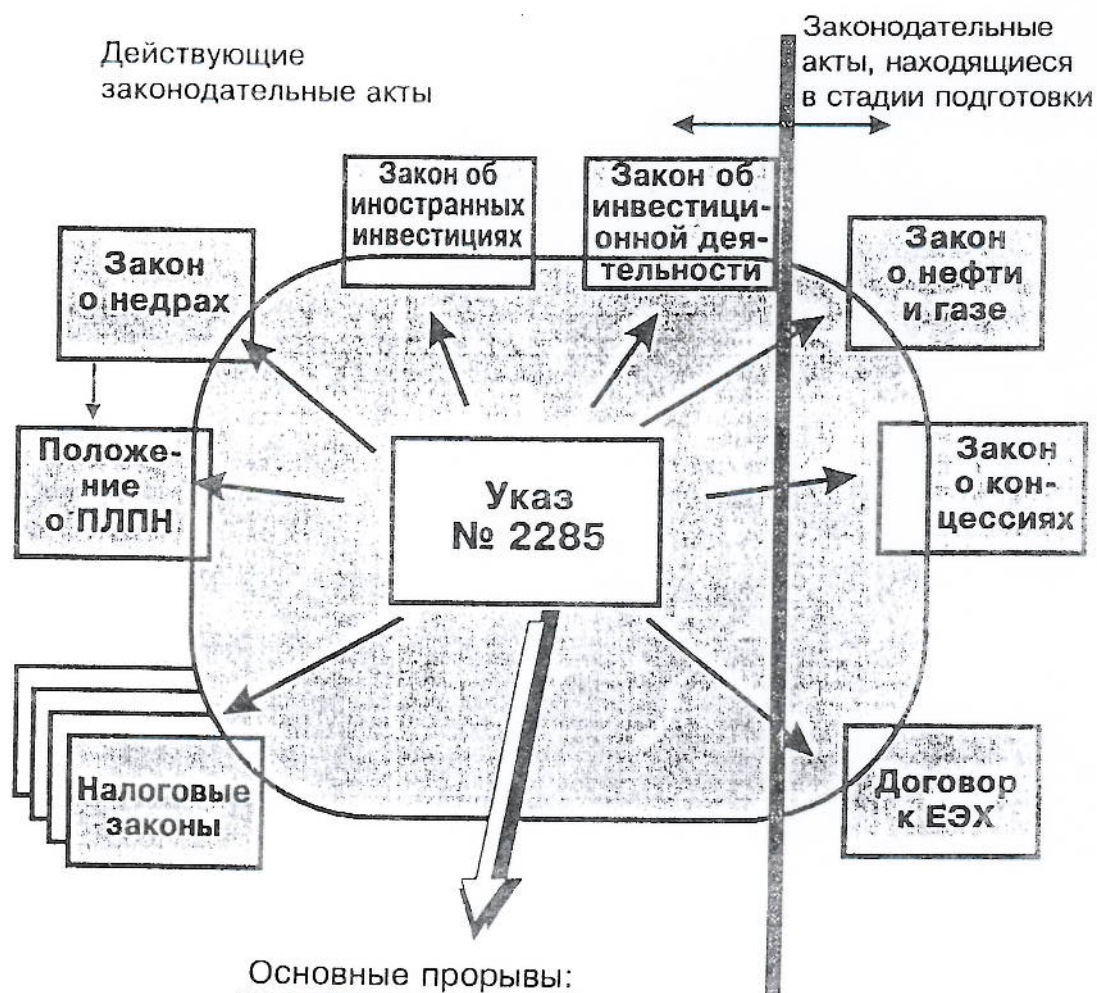 Действующие
законодательные акты
Законодательные
акты, находящиеся
в стадии подготовки
Закон об
иностранных
инвестициях
Закон об
инвестици-
онной дея-
тельности
Закон
о недрах
Закон
о нефти
и газе
Положе-
ние
о ПЛПН
Указ
№ 2285
Закон
о кон-
цессиях
Налоговые
законы
Договор
к ЕЭХ
Основные прорывы: